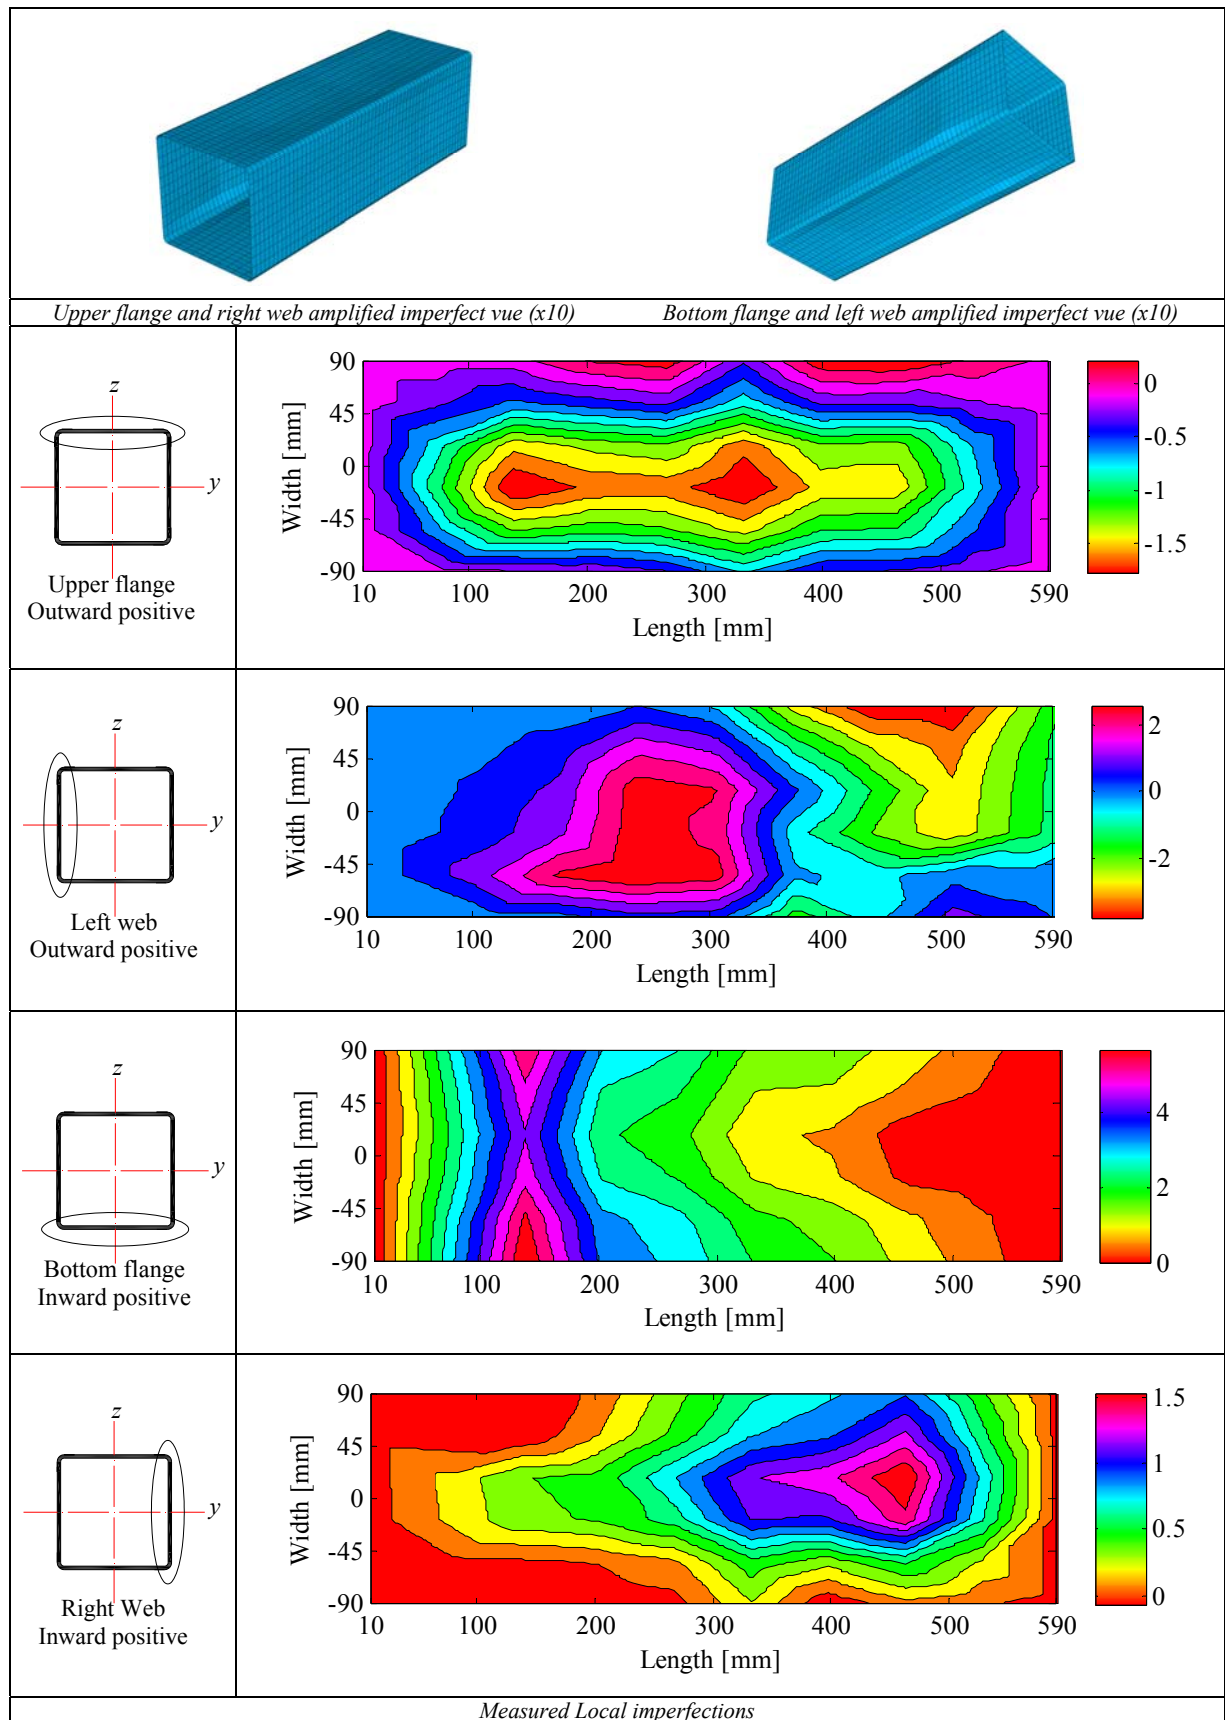 Upper flange and right web amplified imperfect vue (x10)
Bottom flange and left web amplified imperfect vue (x10)
z
y
Upper flange
Outward positive
90
45
0
-45
-90
Width [mm]
10 100 200 300 400 500 590
Length [mm]
0
-0.5
-1
-1.5
z
y
Left web
Outward positive
90
45
0
-45
-90
Width [mm]
10 100 200 300 400 500 590
Length [mm]
2
0
-2
z
y
Bottom flange
Inward positive
90
45
0
-45
-90
Width [mm]
10 100 200 300 400 500 590
Length [mm]
4
2
0
z
y
Right Web
Inward positive
90
45
0
-45
-90
Width [mm]
10 100 200 300 400 500 590
Length [mm]
1.5
1
0.5
0
Measured Local imperfections